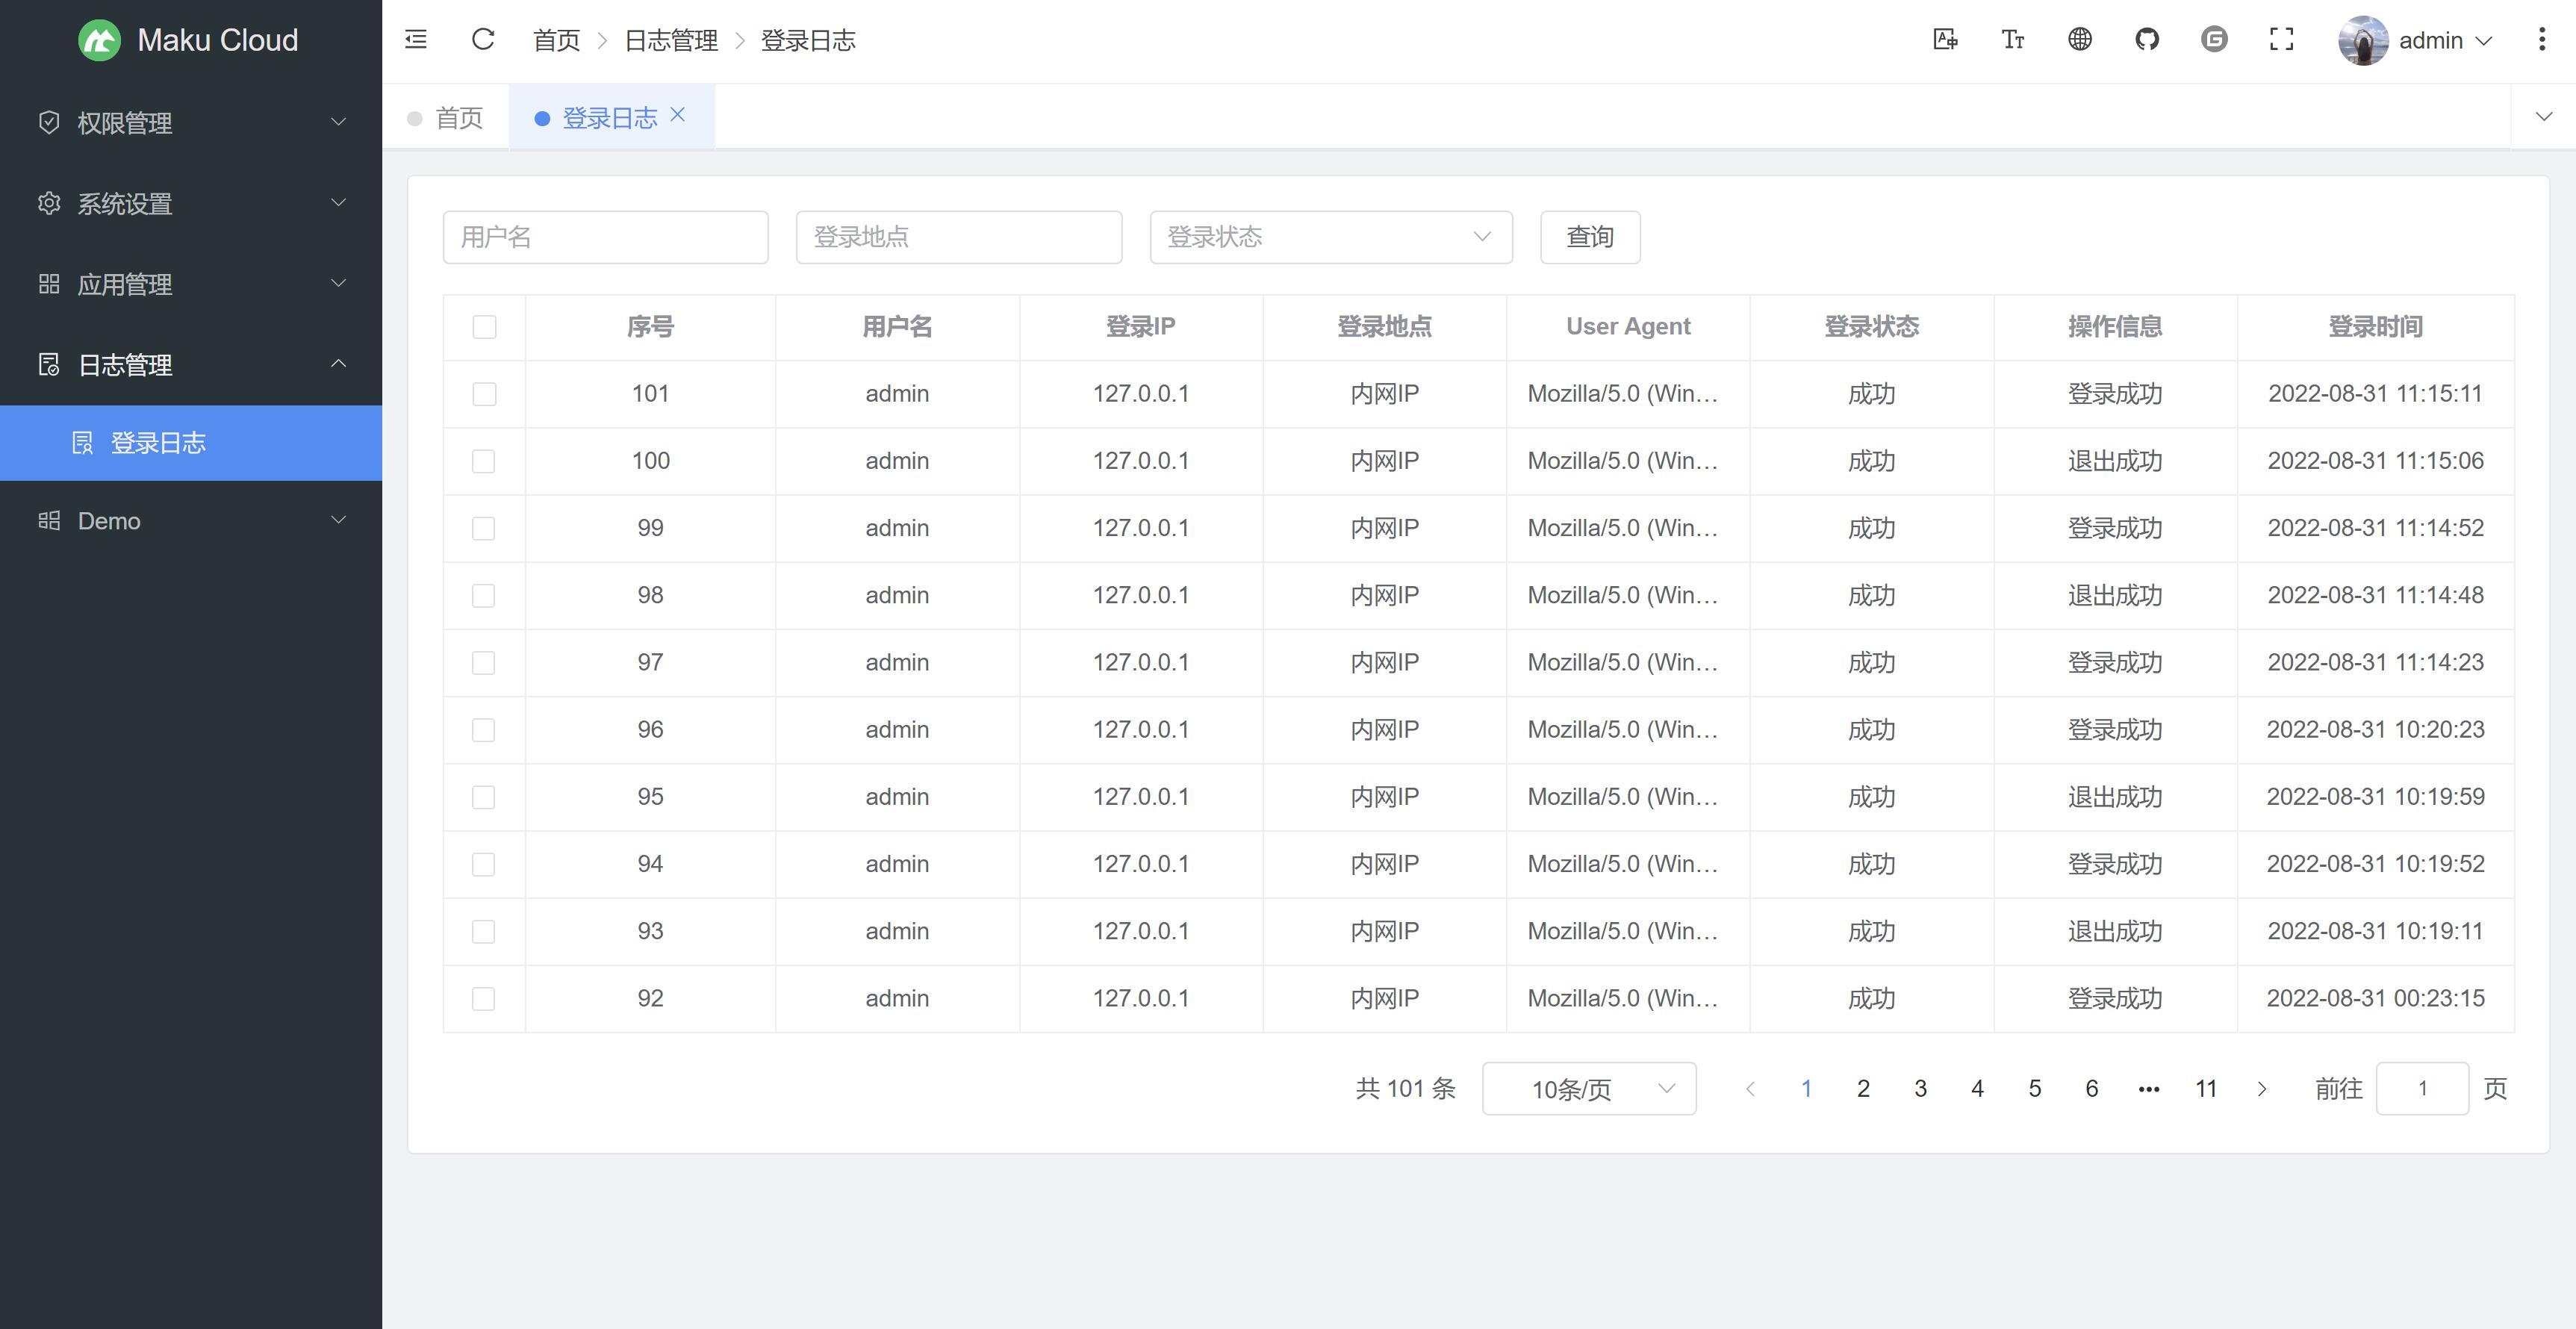 Maku Cloud
首页 日志管理 登录日志
admin
权限管理
系统设置
应用管理
日志管理
登录日志
Demo
首页 登录日志
用户名 登录地点 登录状态 查询
序号 用户名 登录IP 登录地点 User Agent 登录状态 操作信息 登录时间
101 admin 127.0.0.1 内网IP Mozilla/5.0 (Win... 成功 登录成功 2022-08-31 11:15:11
100 admin 127.0.0.1 内网IP Mozilla/5.0 (Win... 成功 退出成功 2022-08-31 11:15:06
99 admin 127.0.0.1 内网IP Mozilla/5.0 (Win... 成功 登录成功 2022-08-31 11:14:52
98 admin 127.0.0.1 内网IP Mozilla/5.0 (Win... 成功 退出成功 2022-08-31 11:14:48
97 admin 127.0.0.1 内网IP Mozilla/5.0 (Win... 成功 登录成功 2022-08-31 11:14:23
96 admin 127.0.0.1 内网IP Mozilla/5.0 (Win... 成功 登录成功 2022-08-31 10:20:23
95 admin 127.0.0.1 内网IP Mozilla/5.0 (Win... 成功 退出成功 2022-08-31 10:19:59
94 admin 127.0.0.1 内网IP Mozilla/5.0 (Win... 成功 登录成功 2022-08-31 10:19:52
93 admin 127.0.0.1 内网IP Mozilla/5.0 (Win... 成功 退出成功 2022-08-31 10:19:11
92 admin 127.0.0.1 内网IP Mozilla/5.0 (Win... 成功 登录成功 2022-08-31 00:23:15
共 101 条 10条/页 1 2 3 4 5 6 ••• 11 前往 1 页